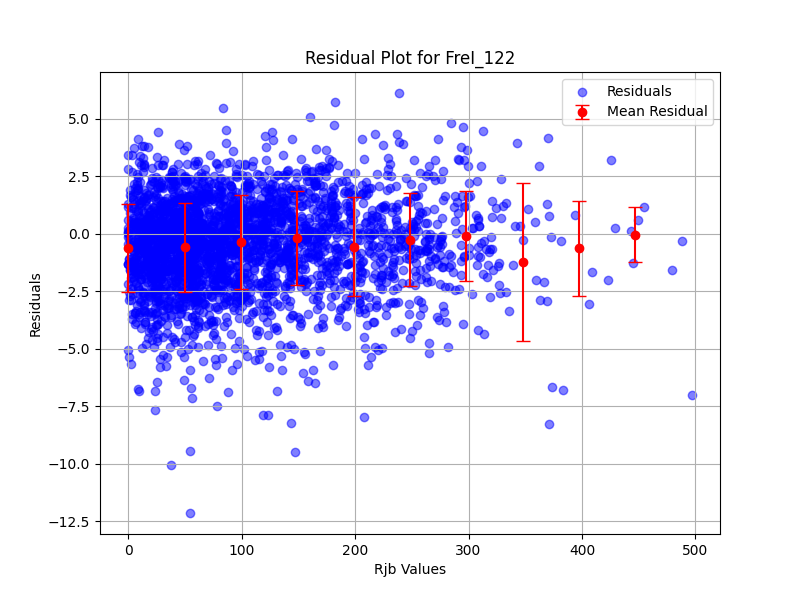 Residual Plot for FreI_122
Residuals
Mean Residual
5.0
2.5
0.0
−2.5
−5.0
−7.5
−10.0
−12.5
Residuals
0 100 200 300 400 500
Rjb Values